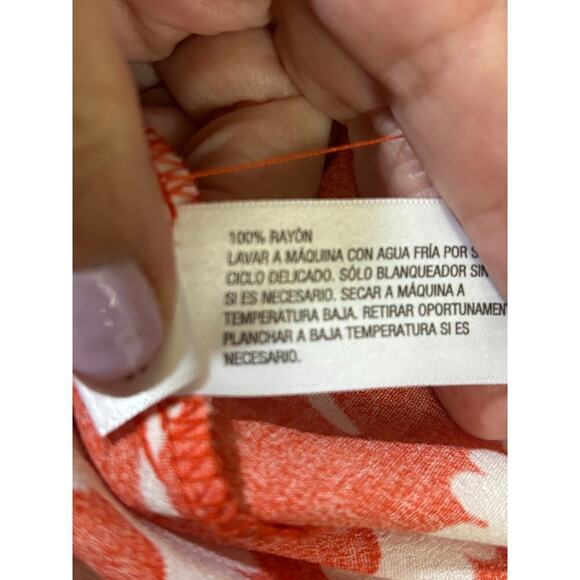 100% RAYÓN
LAVAR A MÁQUINA CON AGUA FRÍA POR
CICLO DELICADO. SÓLO BLANQUEADOR SIN
SI ES NECESARIO. SECAR A MÁQUINA A
TEMPERATURA BAJA. RETIRAR OPORTUNAMENT
PLANCHAR A BAJA TEMPERATURA SI ES
NECESARIO.